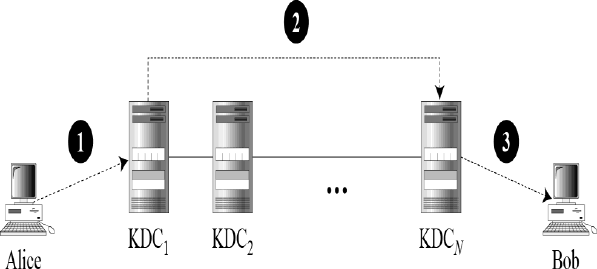 2
1
3
...
KDC1
KDC2
KDCN
Alice
Bob